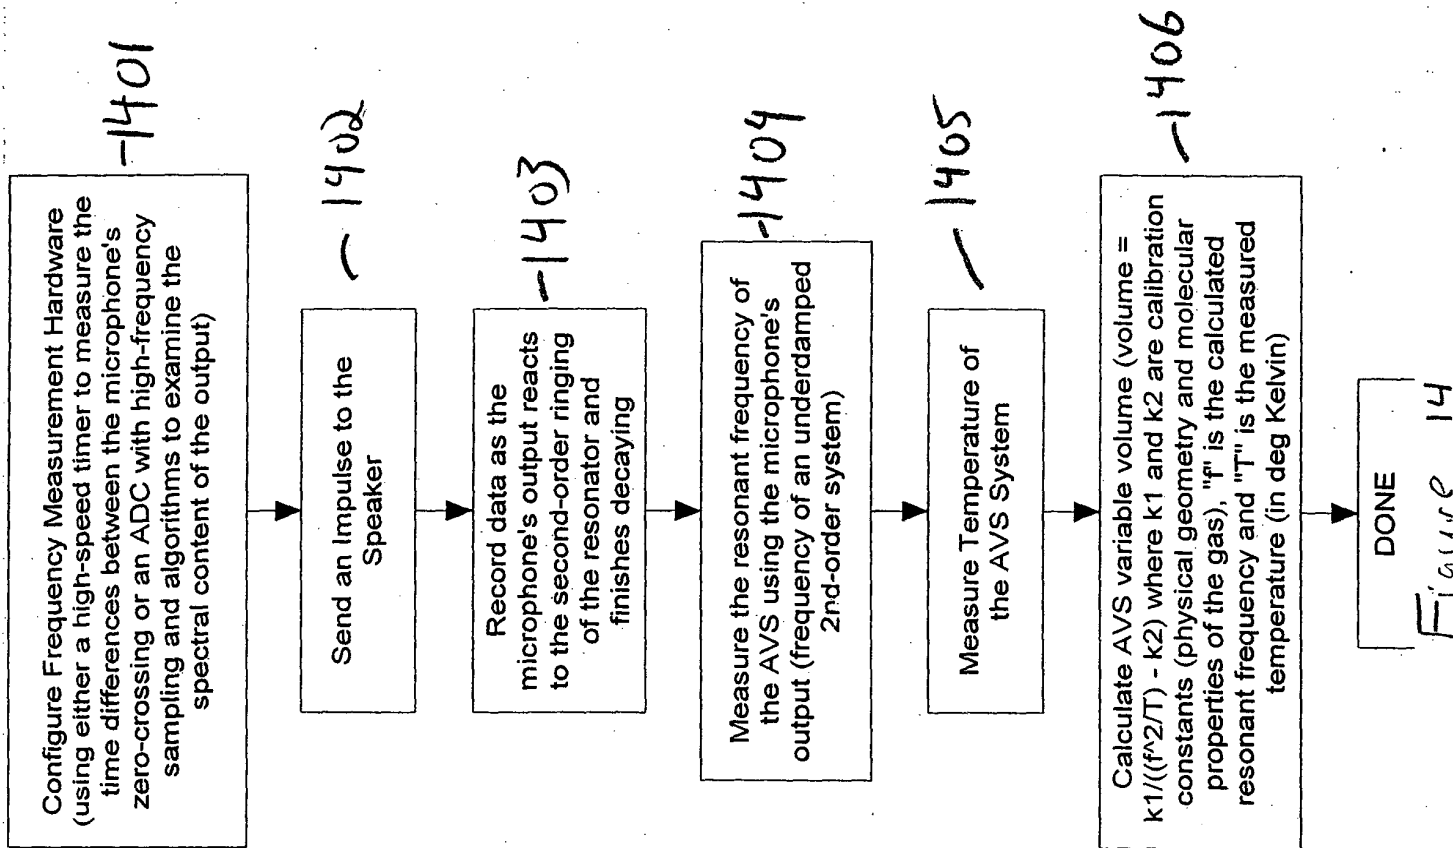 Configure Frequency Measurement Hardware
(using either a high-speed timer to measure the
time differences between the microphone's
zero-crossing or an ADC with high-frequency
sampling and algorithms to examine the
spectral content of the output)
-1401
Send an Impulse to the
Speaker
-1402
Record data as the
microphone's output reacts
to the second-order ringing
of the resonator and
finishes decaying
-1403
Measure the resonant frequency of
the AVS using the microphone's
output (frequency of an underdamped
2nd-order system)
-1404
Measure Temperature of
the AVS System
-1405
Calculate AVS variable volume (volume =
k1/((f^2/T) - k2) where k1 and k2 are calibration
constants (physical geometry and molecular
properties of the gas), "f" is the calculated
resonant frequency and "T" is the measured
temperature (in deg Kelvin)
-1406
DONE
Figure 14